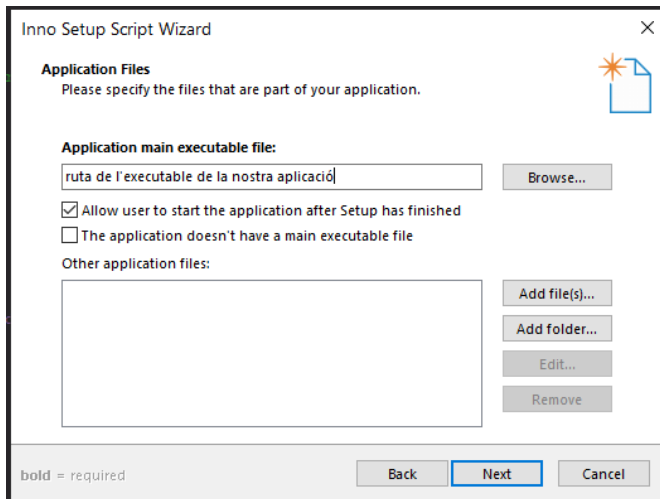 Inno Setup Script Wizard
Application Files
Please specify the files that are part of your application.
Application main executable file:
ruta de l'executable de la nostra aplicació
Browse...
Allow user to start the application after Setup has finished
The application doesn't have a main executable file
Other application files:
Add file(s)...
Add folder...
Edit...
Remove
bold = required
Back
Next
Cancel